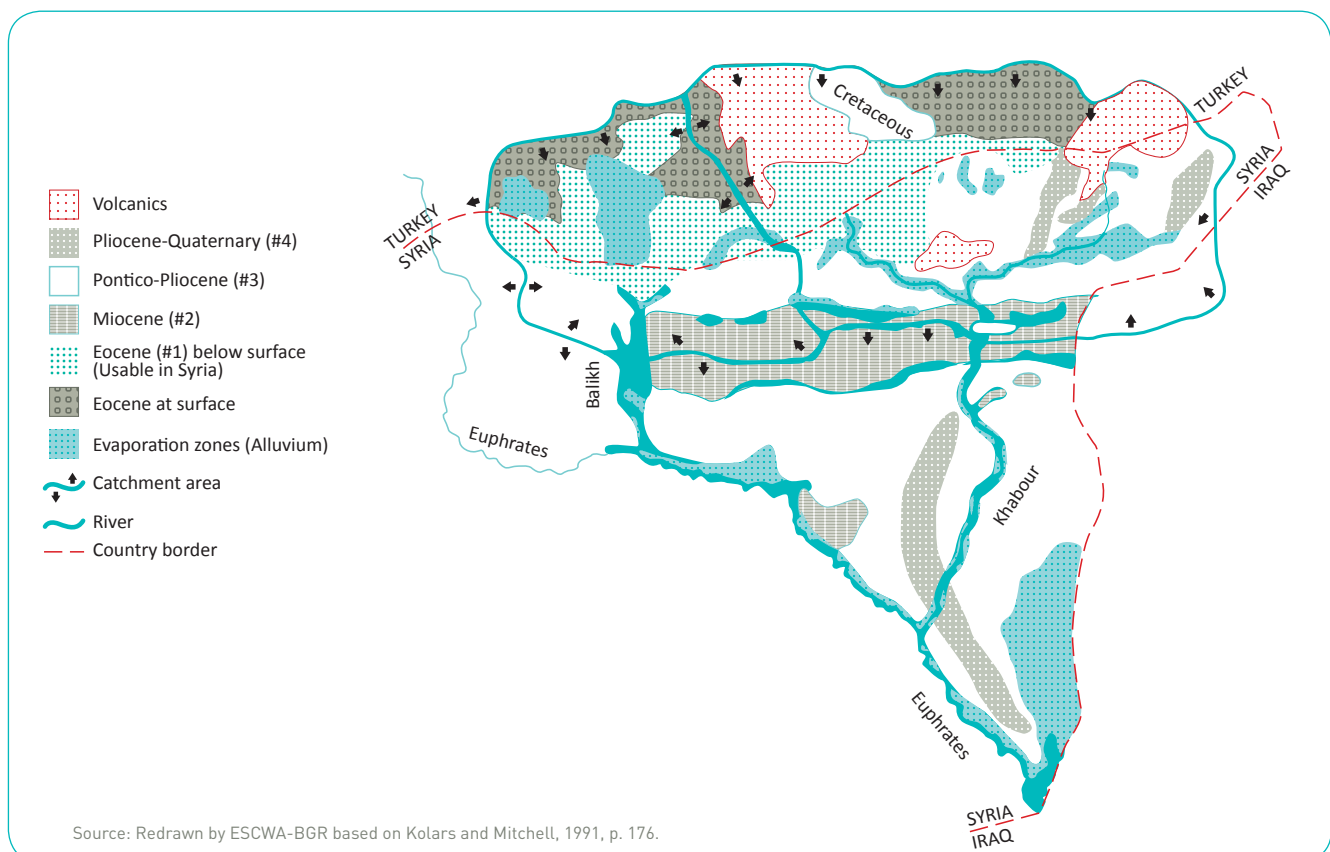 Volcanics
Pliocene-Quaternary (#4)
Pontico-Pliocene (#3)
Miocene (#2)
Eocene (#1) below surface
(Usable in Syria)
Eocene at surface
Evaporation zones (Alluvium)
Catchment area
River
Country border
Cretaceous
TURKEY
SYRIA
IRAQ
TURKEY
SYRIA
Balikh
Euphrates
Khabour
Euphrates
SYRIA
IRAQ
Source: Redrawn by ESCWA-BGR based on Kolars and Mitchell, 1991, p. 176.